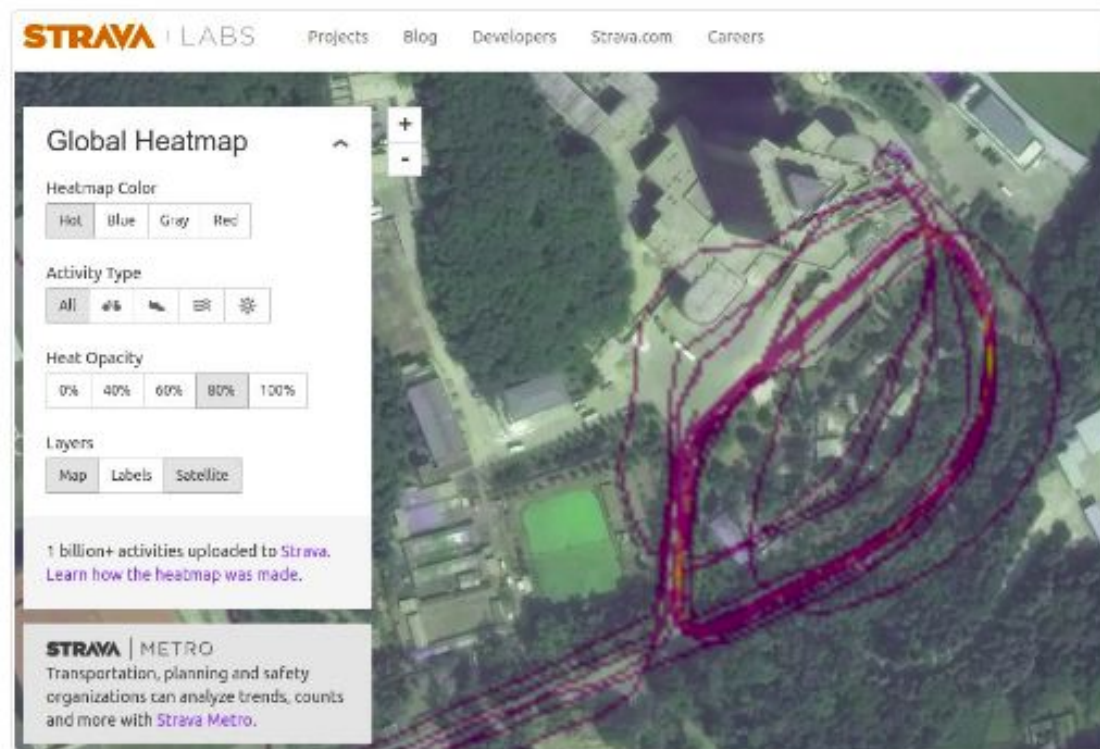 STRAVA | LABS Projects Blog Developers Strava.com Careers
Global Heatmap
+
-
Heatmap Color
Hot Blue Gray Red
Activity Type
All
Heat Opacity
0% 40% 60% 80% 100%
Layers
Map Labels Satellite
1 billion+ activities uploaded to Strava.
Learn how the heatmap was made.
STRAVA | METRO
Transportation, planning and safety
organizations can analyze trends, counts
and more with Strava Metro.